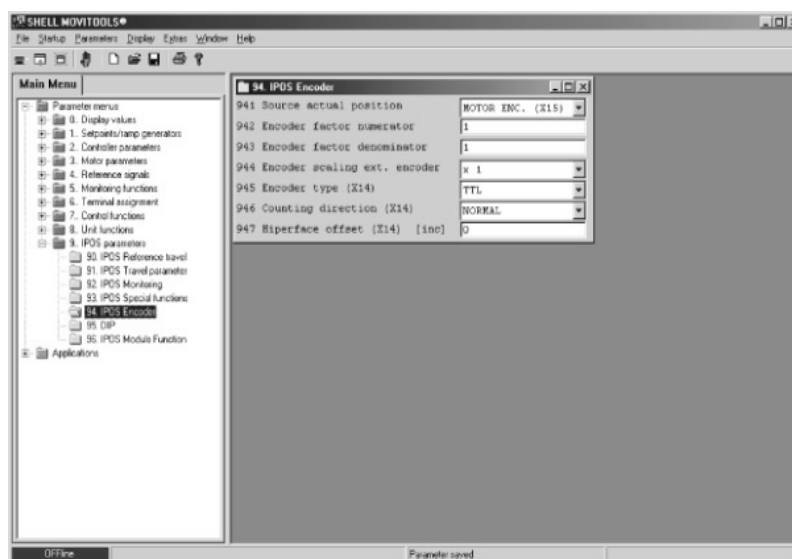 SHELL MOVITOOLS®
File Startup Parameters Display Extras Window Help
Main Menu
Parameter menus
0. Display values
1. Setpoints/ramp generators
2. Controller parameters
3. Motor parameters
4. Reference signals
5. Monitoring functions
6. Terminal assignment
7. Control functions
8. Unit functions
9. IPOS parameters
90. IPOS Reference travel
91. IPOS Travel parameter
92. IPOS Monitoring
93. IPOS Special functions
94. IPOS Encoder
95. DIP
96. IPOS Modulo Function
Applications
94. IPOS Encoder
941 Source actual position MOTOR ENC. (X15)
942 Encoder factor numerator 1
943 Encoder factor denominator 1
944 Encoder scaling ext. encoder x 1
945 Encoder type (X14) TTL
946 Counting direction (X14) NORMAL
947 Hiperface offset (X14) [inc] 0
OFFline
Parameter saved